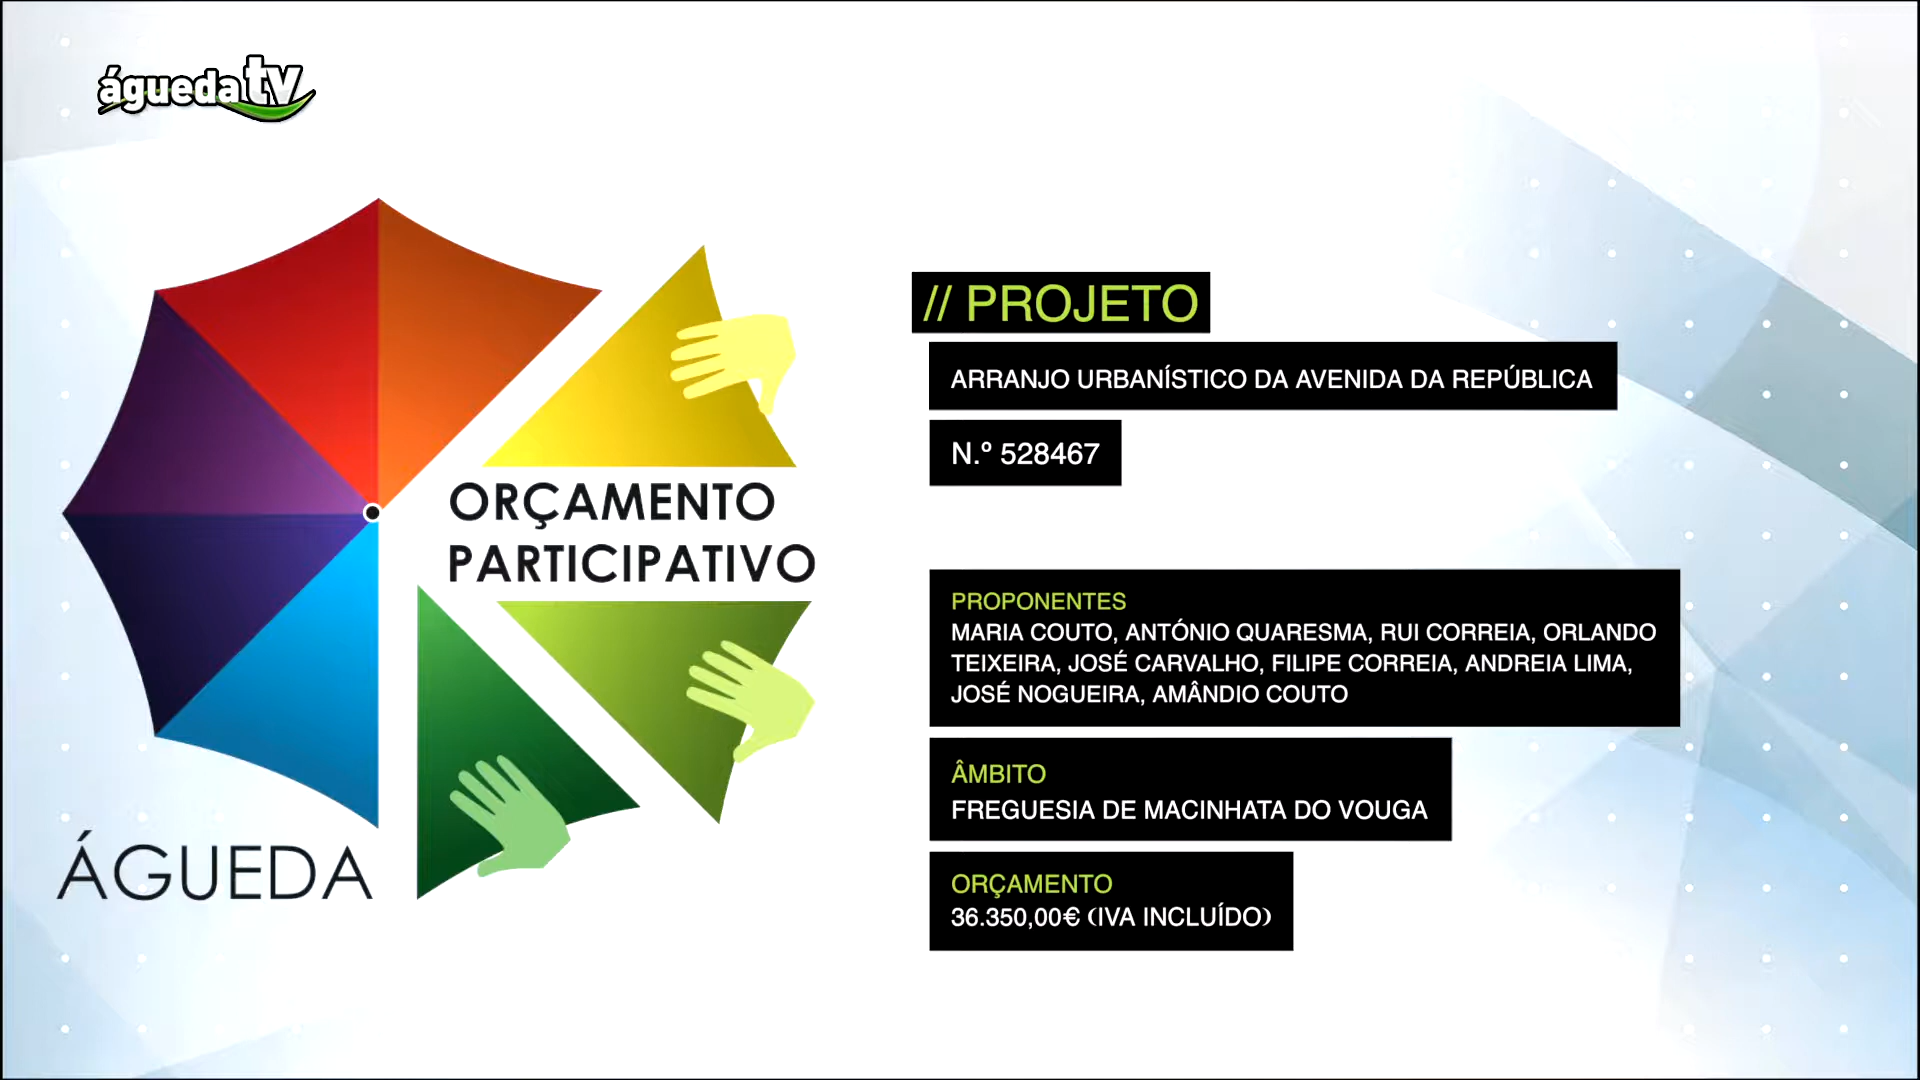 águedatv
ORÇAMENTO
PARTICIPATIVO
ÁGUEDA
// PROJETO
ARRANJO URBANÍSTICO DA AVENIDA DA REPÚBLICA
N.º 528467
PROPONENTES
MARIA COUTO, ANTÓNIO QUARESMA, RUI CORREIA, ORLANDO
TEIXEIRA, JOSÉ CARVALHO, FILIPE CORREIA, ANDREIA LIMA,
JOSÉ NOGUEIRA, AMÂNDIO COUTO
ÂMBITO
FREGUESIA DE MACINHATA DO VOUGA
ORÇAMENTO
36.350,00€ (IVA INCLUÍDO)